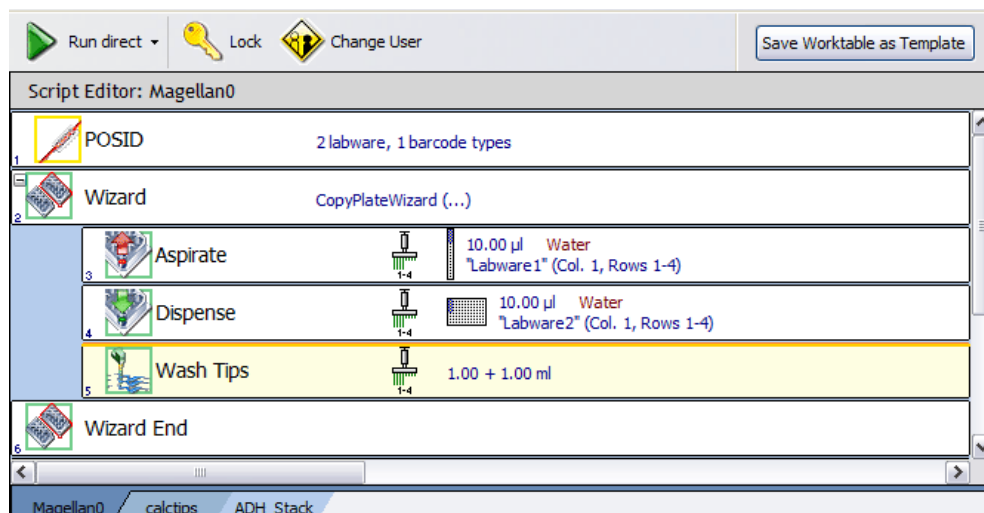 Run direct Lock Change User Save Worktable as Template
Script Editor: Magellan0
POSID 2 labware, 1 barcode types
1
Wizard CopyPlateWizard (...)
2
Aspirate 10.00 µl Water
3 1-4 "Labware1" (Col. 1, Rows 1-4)
Dispense 10.00 µl Water
4 1-4 "Labware2" (Col. 1, Rows 1-4)
Wash Tips 1.00 + 1.00 ml
5 1-4
Wizard End
6
Magellan0 calctips ADH_Stack